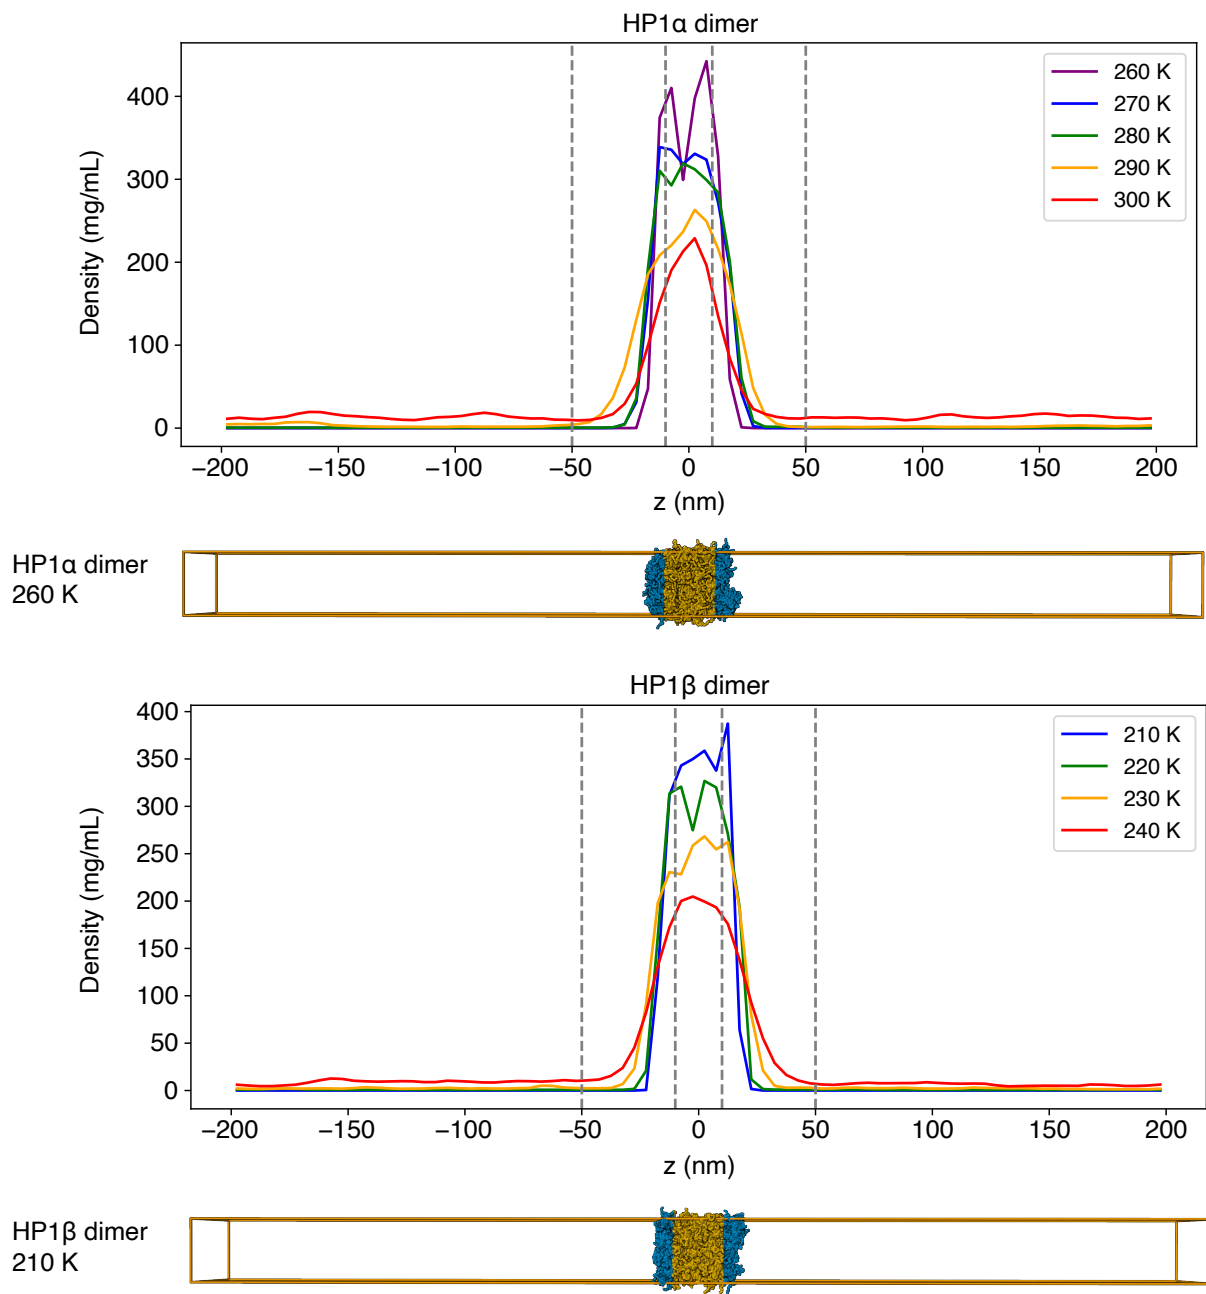 HP1α dimer
400
300
200
100
0
Density (mg/mL)
260 K
270 K
280 K
290 K
300 K
−200 −150 −100 −50 0 50 100 150 200
z (nm)
HP1α dimer
260 K
HP1β dimer
400
350
300
250
200
150
100
50
0
Density (mg/mL)
210 K
220 K
230 K
240 K
−200 −150 −100 −50 0 50 100 150 200
z (nm)
HP1β dimer
210 K